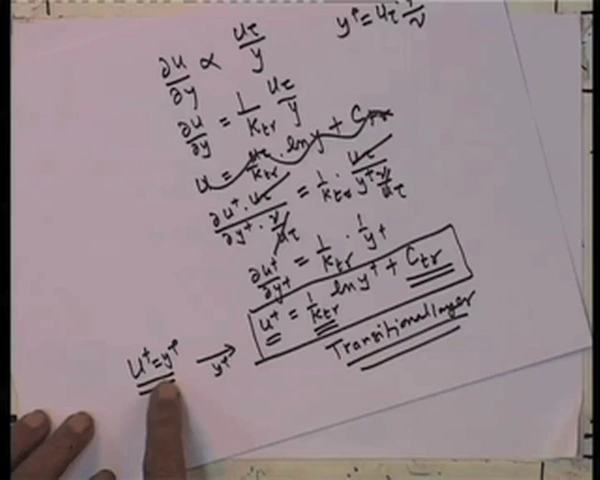 y⁺ = u_τ y/ν
∂u/∂y ∝ u_τ/y
∂u/∂y = 1/k_tr u_τ/y
u = u_τ/k_tr · ln y + C_tr
∂u⁺·u_τ / ∂y⁺·ν/u_τ = 1/k_tr · u_τ / y⁺ ν/u_τ
∂u⁺/∂y⁺ = 1/k_tr · 1/y⁺
u⁺ = 1/k_tr ln y⁺ + C_tr
Transitional layer
u⁺ = y⁺ → y⁺